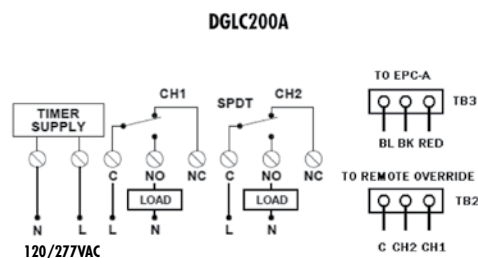 DGLC200A
TO EPC-A
CH1 SPDT CH2
TB3
TIMER
SUPPLY
BL BK RED
C NO NC C NO NC
TO REMOTE OVERRIDE
LOAD LOAD
TB2
N L L N L N
120/277VAC
C CH2 CH1